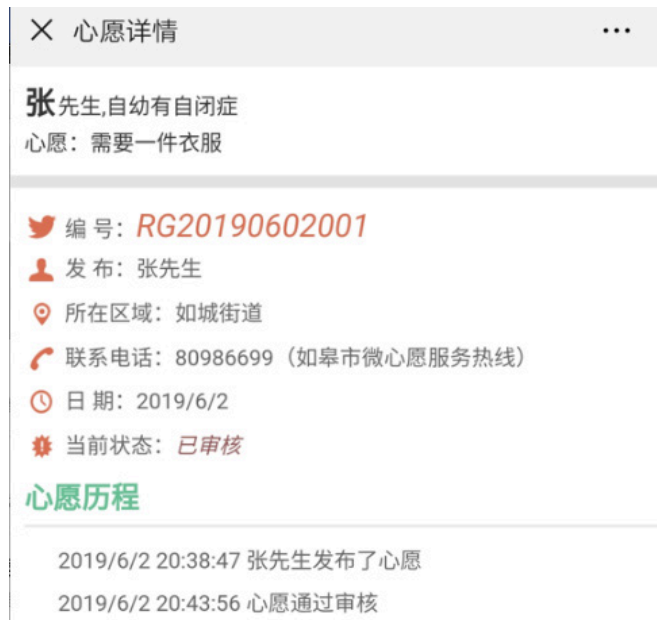 心愿详情
张先生,自幼有自闭症
心愿：需要一件衣服
编 号：RG20190602001
发 布：张先生
所在区域：如城街道
联系电话：80986699（如皋市微心愿服务热线）
日 期：2019/6/2
当前状态：已审核
心愿历程
2019/6/2 20:38:47 张先生发布了心愿
2019/6/2 20:43:56 心愿通过审核